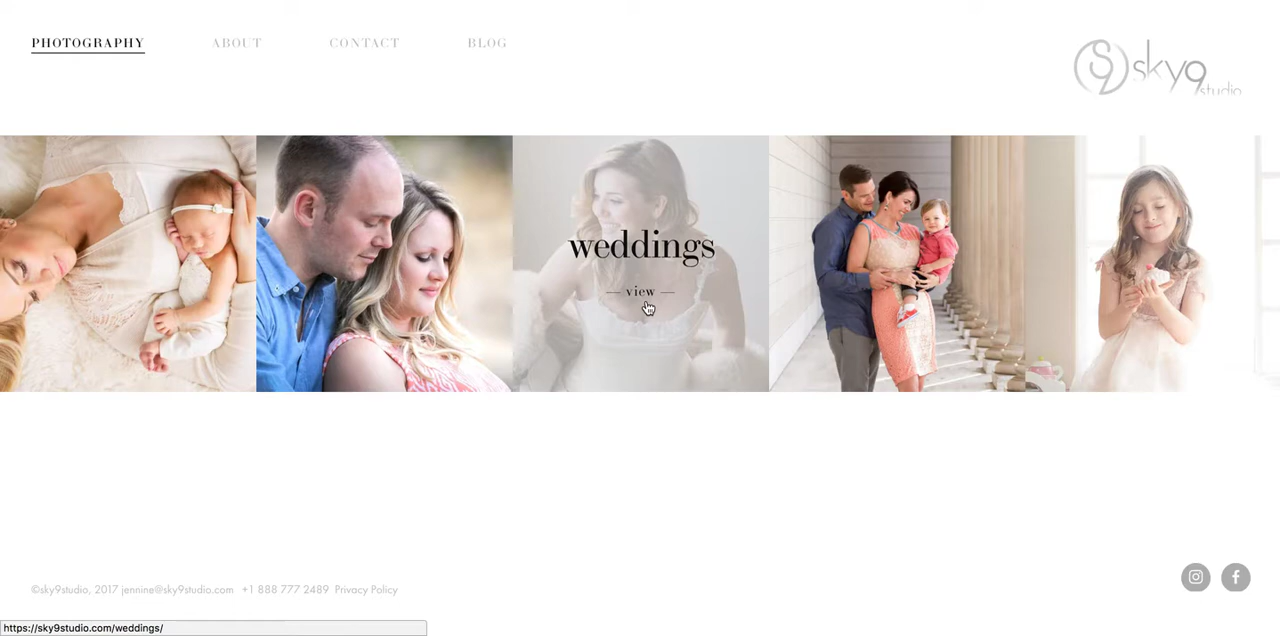 PHOTOGRAPHY ABOUT CONTACT BLOG
sky9
studio
weddings
— view —
©sky9studio, 2017 jennine@sky9studio.com +1 888 777 2489 Privacy Policy
https://sky9studio.com/weddings/